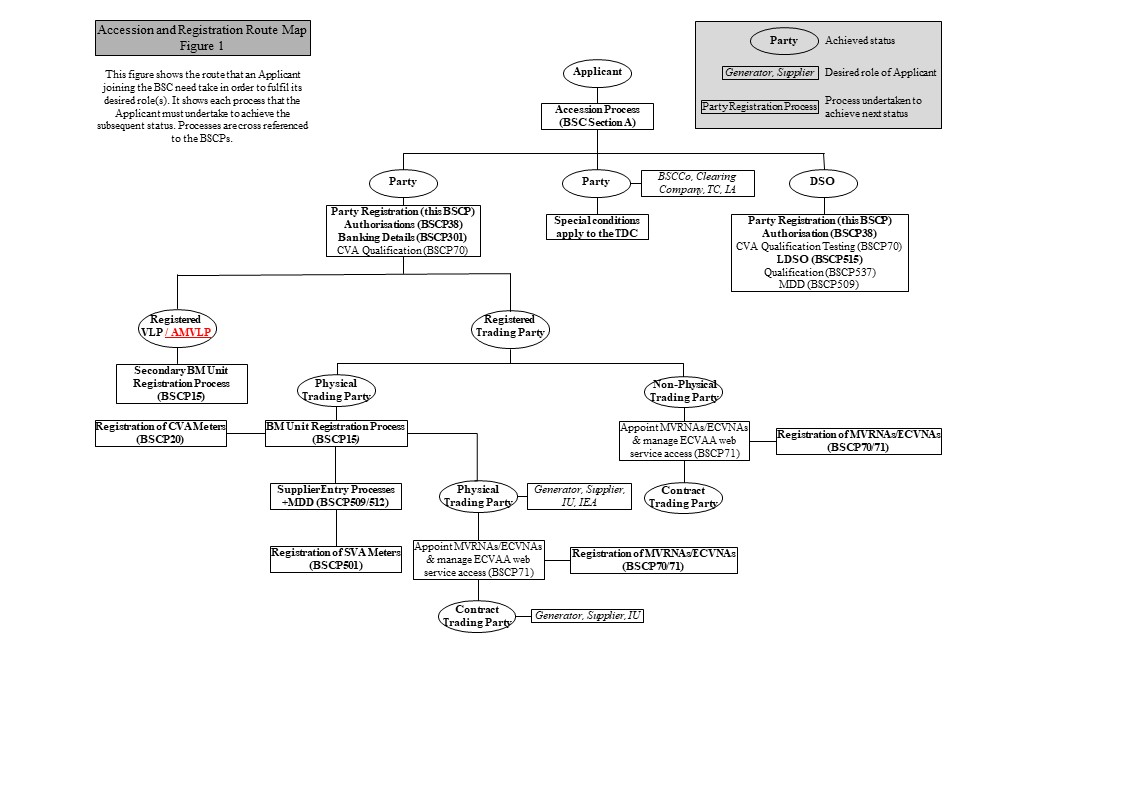 Accession and Registration Route Map
Figure 1
This figure shows the route that an Applicant
joining the BSC need take in order to fulfil its
desired role(s). It shows each process that the
Applicant must undertake to achieve the
subsequent status. Processes are cross referenced
to the BSCPs.
Party
Achieved status
Generator, Supplier
Desired role of Applicant
Party Registration Process
Process undertaken to
achieve next status
Applicant
Accession Process
(BSC Section A)
Party
Party
BSCCo, Clearing
Company, TC, IA
DSO
Party Registration (this BSCP)
Authorisations (BSCP38)
Banking Details (BSCP301)
CVA Qualification (BSCP70)
Special conditions
apply to the TDC
Party Registration (this BSCP)
Authorisation (BSCP38)
CVA Qualification Testing (BSCP70)
LDSO (BSCP515)
Qualification (BSCP537)
MDD (BSCP509)
Registered
VLP / AMVLP
Registered
Trading Party
Secondary BM Unit
Registration Process
(BSCP15)
Physical
Trading Party
Non-Physical
Trading Party
Registration of CVA Meters
(BSCP20)
BM Unit Registration Process
(BSCP15)
Appoint MVRNAs/ECVNAs
& manage ECVAA web
service access (BSCP71)
Registration of MVRNAs/ECVNAs
(BSCP70/71)
Supplier Entry Processes
+MDD (BSCP509/512)
Physical
Trading Party
Generator, Supplier,
IU, IEA
Contract
Trading Party
Registration of SVA Meters
(BSCP501)
Appoint MVRNAs/ECVNAs
& manage ECVAA web
service access (BSCP71)
Registration of MVRNAs/ECVNAs
(BSCP70/71)
Contract
Trading Party
Generator, Supplier, IU